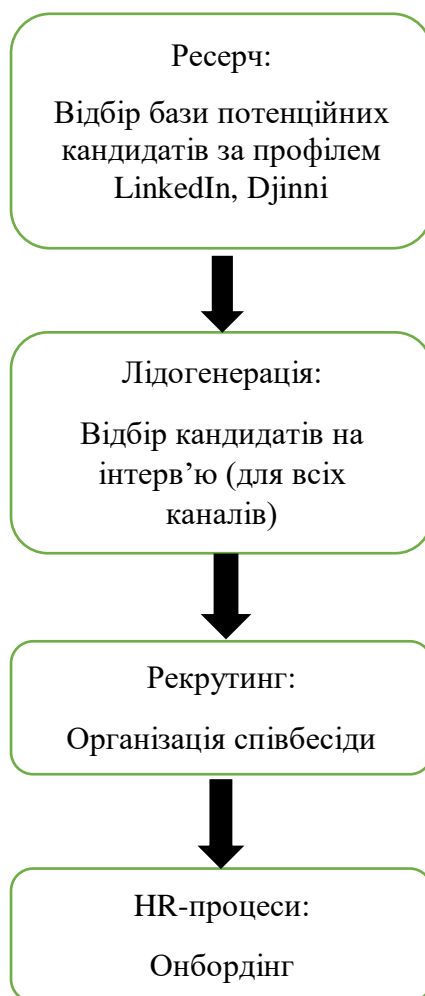 Ресерч:
Відбір бази потенційних
кандидатів за профілем
LinkedIn, Djinni
Лідогенерація:
Відбір кандидатів на
інтерв’ю (для всіх
каналів)
Рекрутинг:
Організація співбесіди
HR-процеси:
Онбордінг